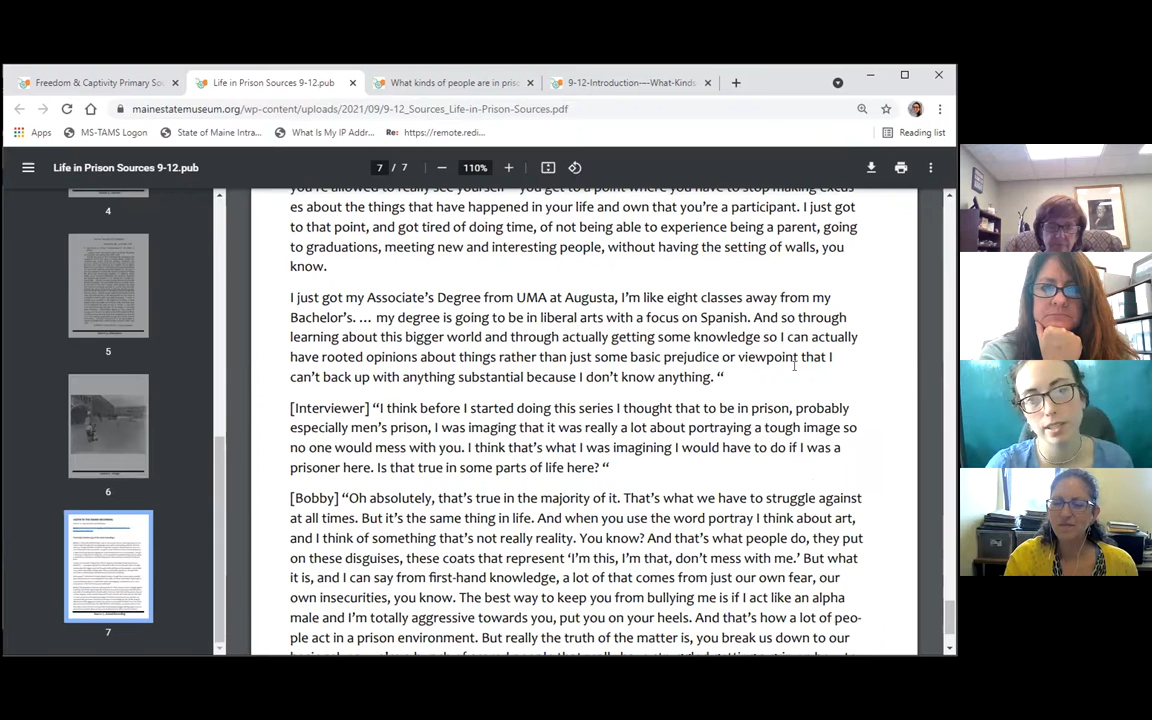 Freedom & Captivity Primary So
Life in Prison Sources 9-12.pub
What kinds of people are in priso
9-12-Introduction-—What-Kinds
mainestatemuseum.org/wp-content/uploads/2021/09/9-12_Sources_Life-in-Prison-Sources.pdf
Apps
MS-TAMS Logon
State of Maine Intra...
What Is My IP Addr...
Re: https://remote.redi...
Reading list
Life in Prison Sources 9-12.pub
7 / 7
110%
4
5
6
7
you're allowed to really see yourself you get to a point where you have to stop making excus
es about the things that have happened in your life and own that you're a participant. I just got
to that point, and got tired of doing time, of not being able to experience being a parent, going
to graduations, meeting new and interesting people, without having the setting of walls, you
know.
I just got my Associate's Degree from UMA at Augusta, I'm like eight classes away from my
Bachelor's. ... my degree is going to be in liberal arts with a focus on Spanish. And so through
learning about this bigger world and through actually getting some knowledge so I can actually
have rooted opinions about things rather than just some basic prejudice or viewpoint that I
can't back up with anything substantial because I don't know anything. “
[Interviewer] “I think before I started doing this series I thought that to be in prison, probably
especially men's prison, I was imaging that it was really a lot about portraying a tough image so
no one would mess with you. I think that's what I was imagining I would have to do if I was a
prisoner here. Is that true in some parts of life here? “
[Bobby] “Oh absolutely, that's true in the majority of it. That's what we have to struggle against
at all times. But it's the same thing in life. And when you use the word portray I think about art,
and I think of something that's not really reality. You know? And that's what people do, they put
on these disguises, these coats that are just ‘I'm this, I'm that, don't mess with me.’ But what
it is, and I can say from first-hand knowledge, a lot of that comes from just our own fear, our
own insecurities, you know. The best way to keep you from bullying me is if I act like an alpha
male and I'm totally aggressive towards you, put you on your heels. And that's how a lot of peo-
ple act in a prison environment. But really the truth of the matter is, you break us down to our